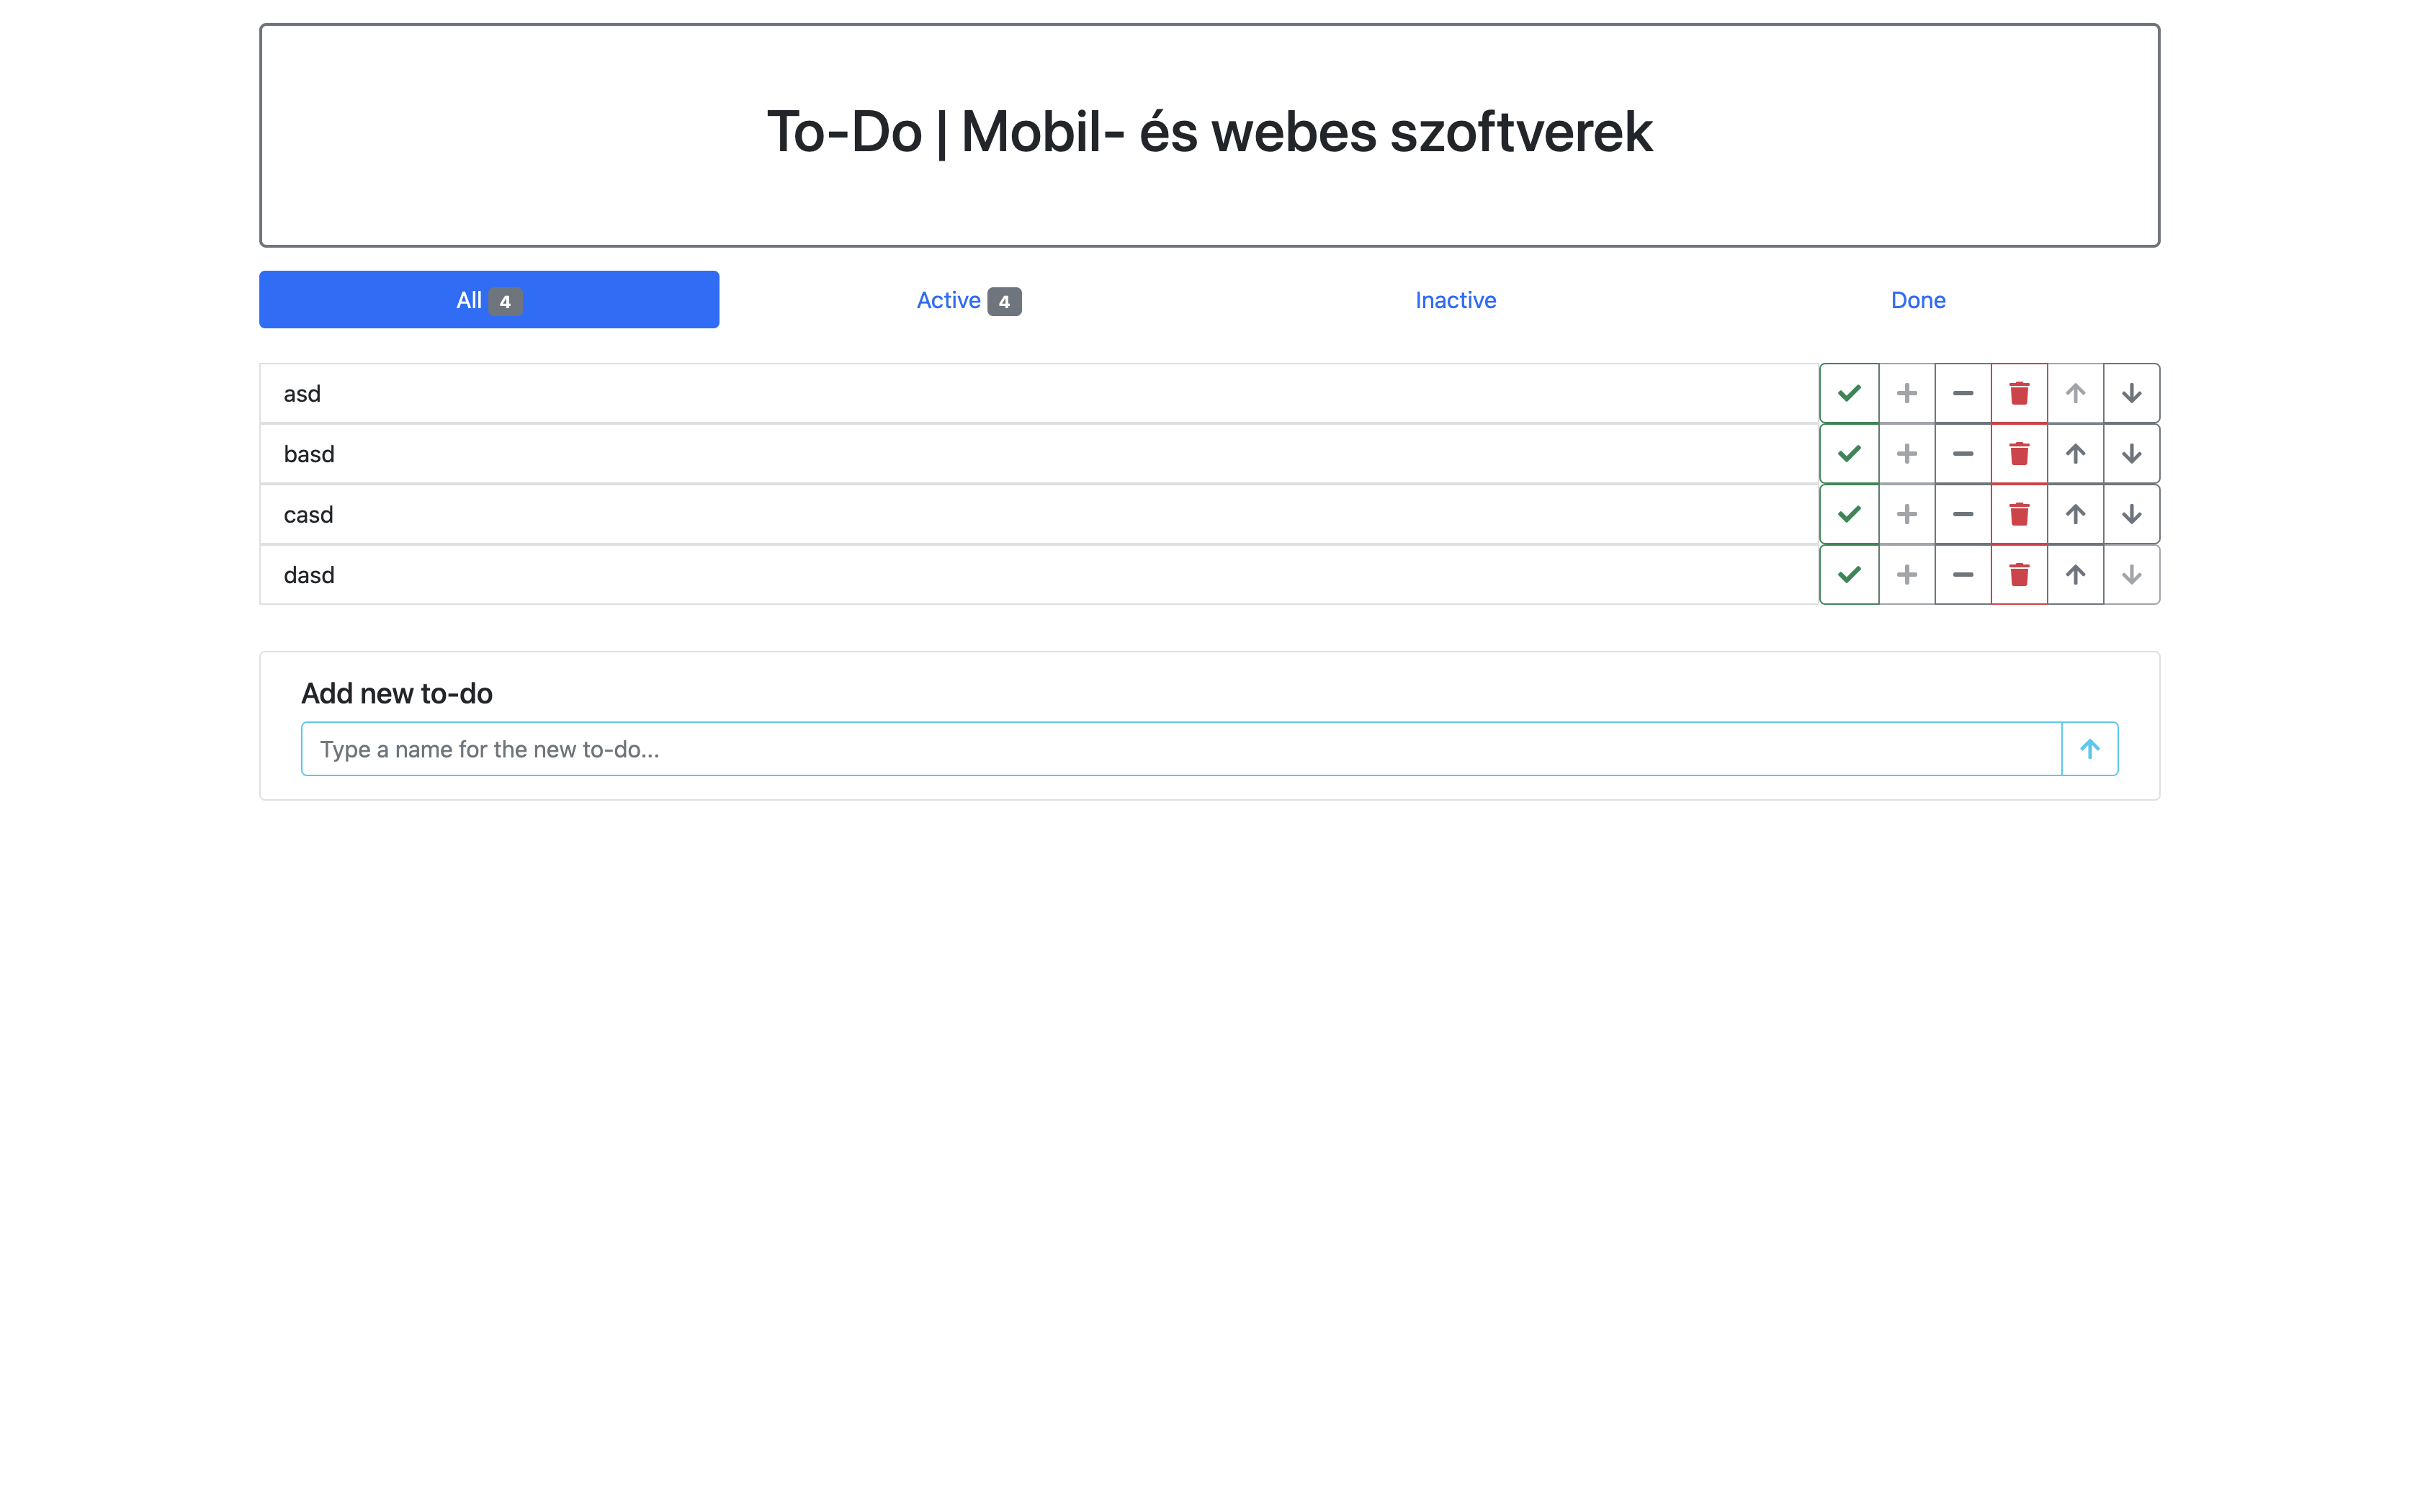 To-Do | Mobil- és webes szoftverek
All 4 Active 4 Inactive Done
asd
basd
casd
dasd
Add new to-do
Type a name for the new to-do...